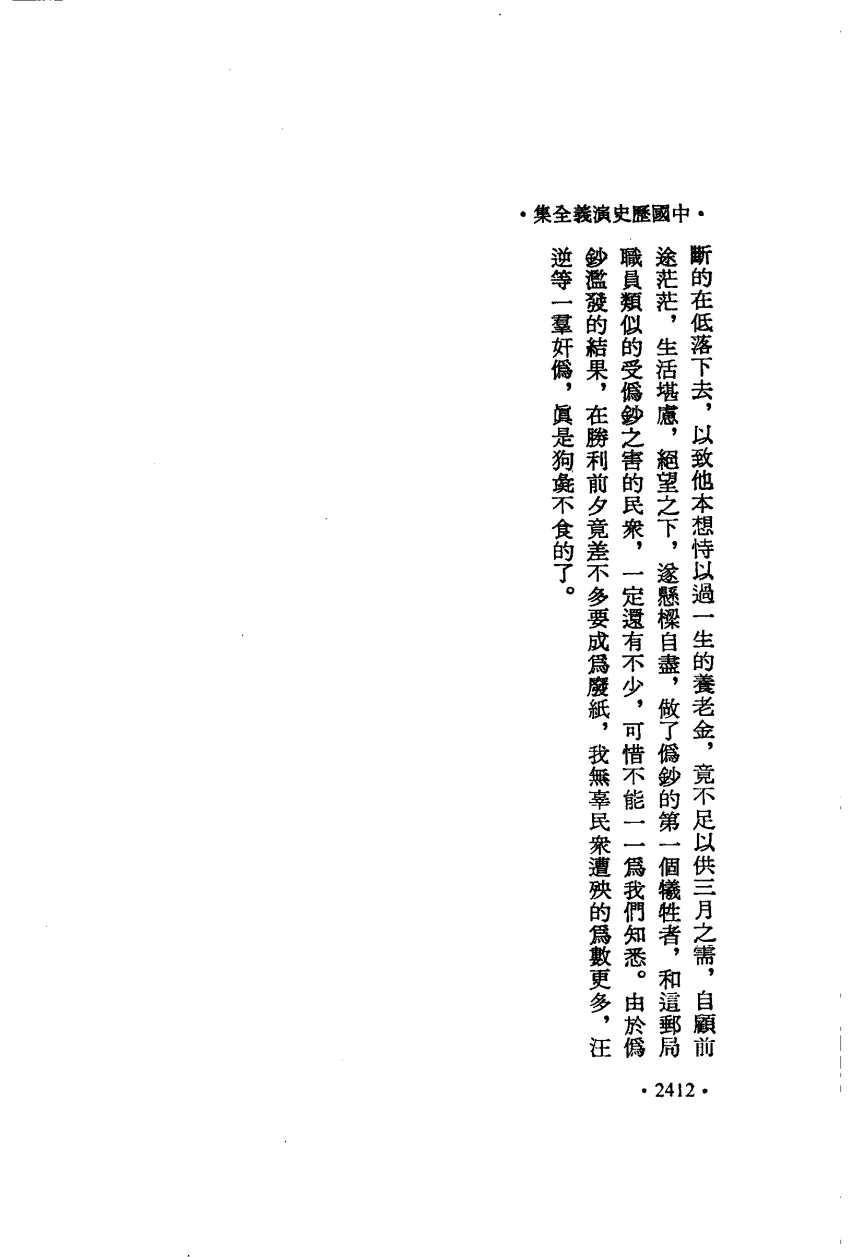 •集全義演史歷國中•
斷的在低落下去，以致他本想恃以過一生的養老金，竟不足以供三月之需，自顧前
途茫茫，生活堪慮，絕望之下，遂懸樑自盡，做了僞鈔的第一個犧牲者，和這郵局
職員類似的受僞鈔之害的民衆，一定還有不少，可惜不能一一爲我們知悉。由於僞
鈔濫發的結果，在勝利前夕竟差不多要成爲廢紙，我無辜民衆遭殃的爲數更多，汪
逆等一羣奸僞，眞是狗彘不食的了。
•2412•